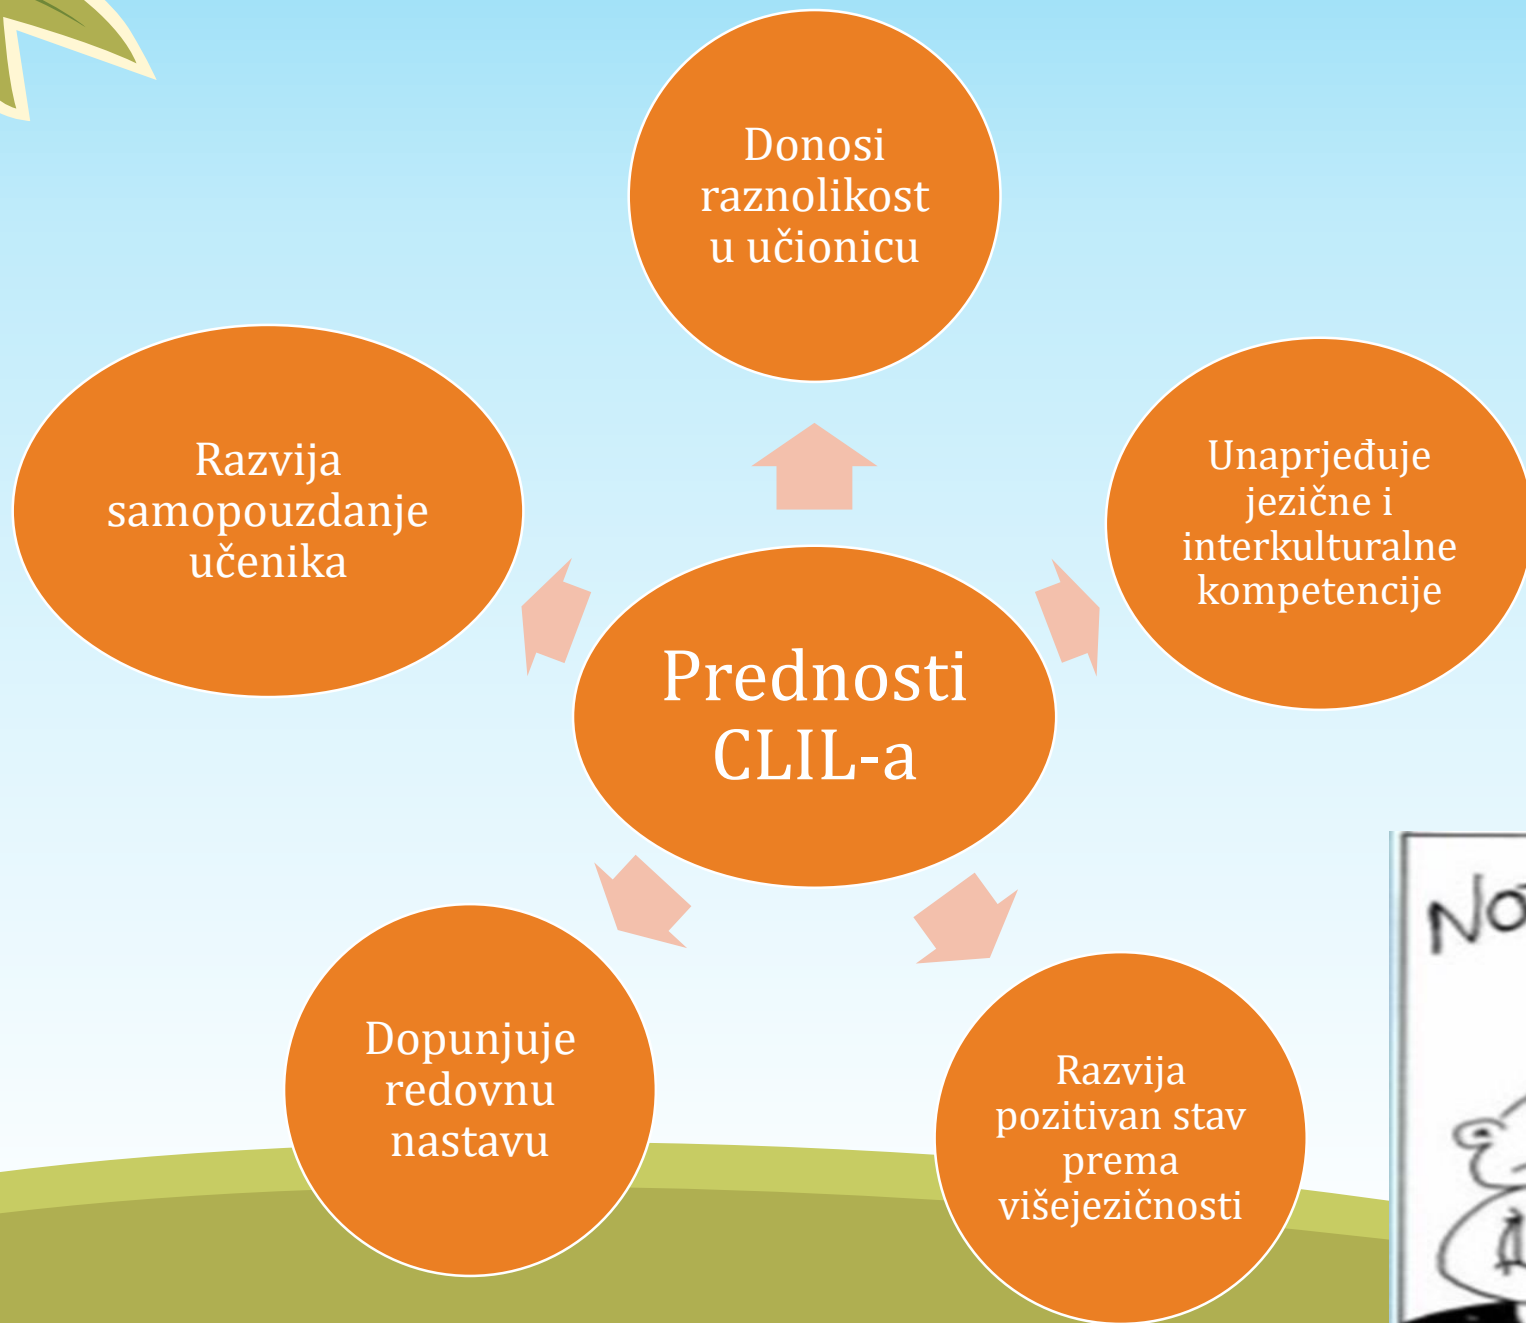 Donosi
raznolikost
u učionicu
Razvija
samopouzdanje
učenika
Unaprjeđuje
jezične i
interkulturalne
kompetencije
Prednosti
CLIL-a
Dopunjuje
redovnu
nastavu
Razvija
pozitivan stav
prema
višejezičnosti